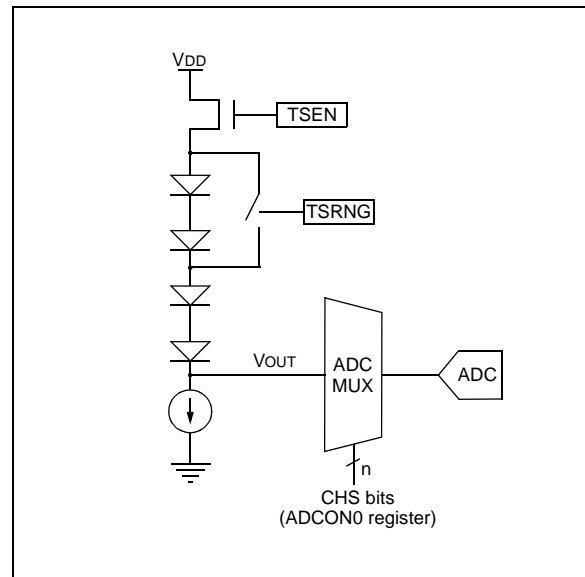 VDD
TSEN
TSRNG
VOUT
ADC
MUX
ADC
n
CHS bits
(ADCON0 register)